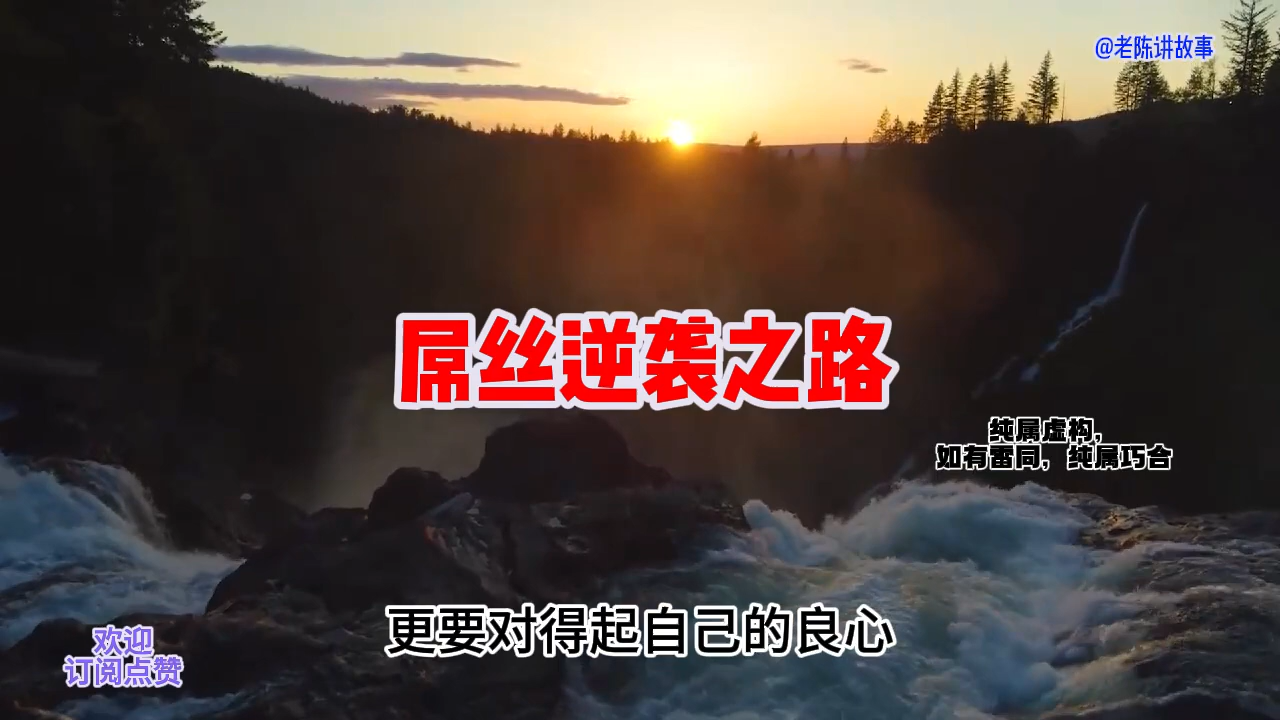 @老陈讲故事
屌丝逆袭之路
纯属虚构，
如有雷同，纯属巧合
更要对得起自己的良心
欢迎
订阅点赞